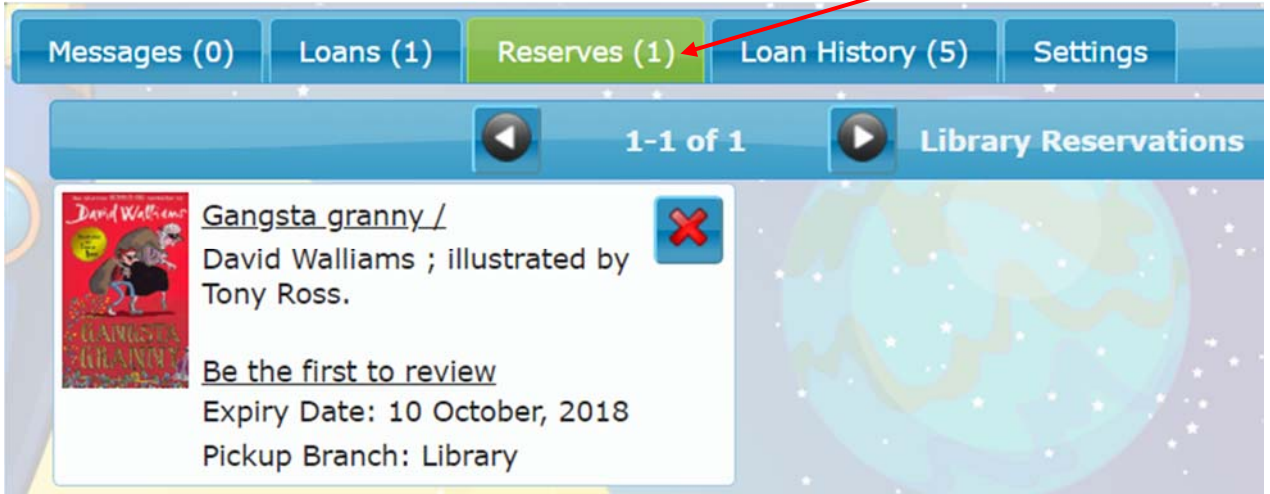 Messages (0) Loans (1) Reserves (1) Loan History (5) Settings
1-1 of 1 Library Reservations
David Walliams
GANGSTA
GRANNY
Gangsta granny /
David Walliams ; illustrated by
Tony Ross.
Be the first to review
Expiry Date: 10 October, 2018
Pickup Branch: Library